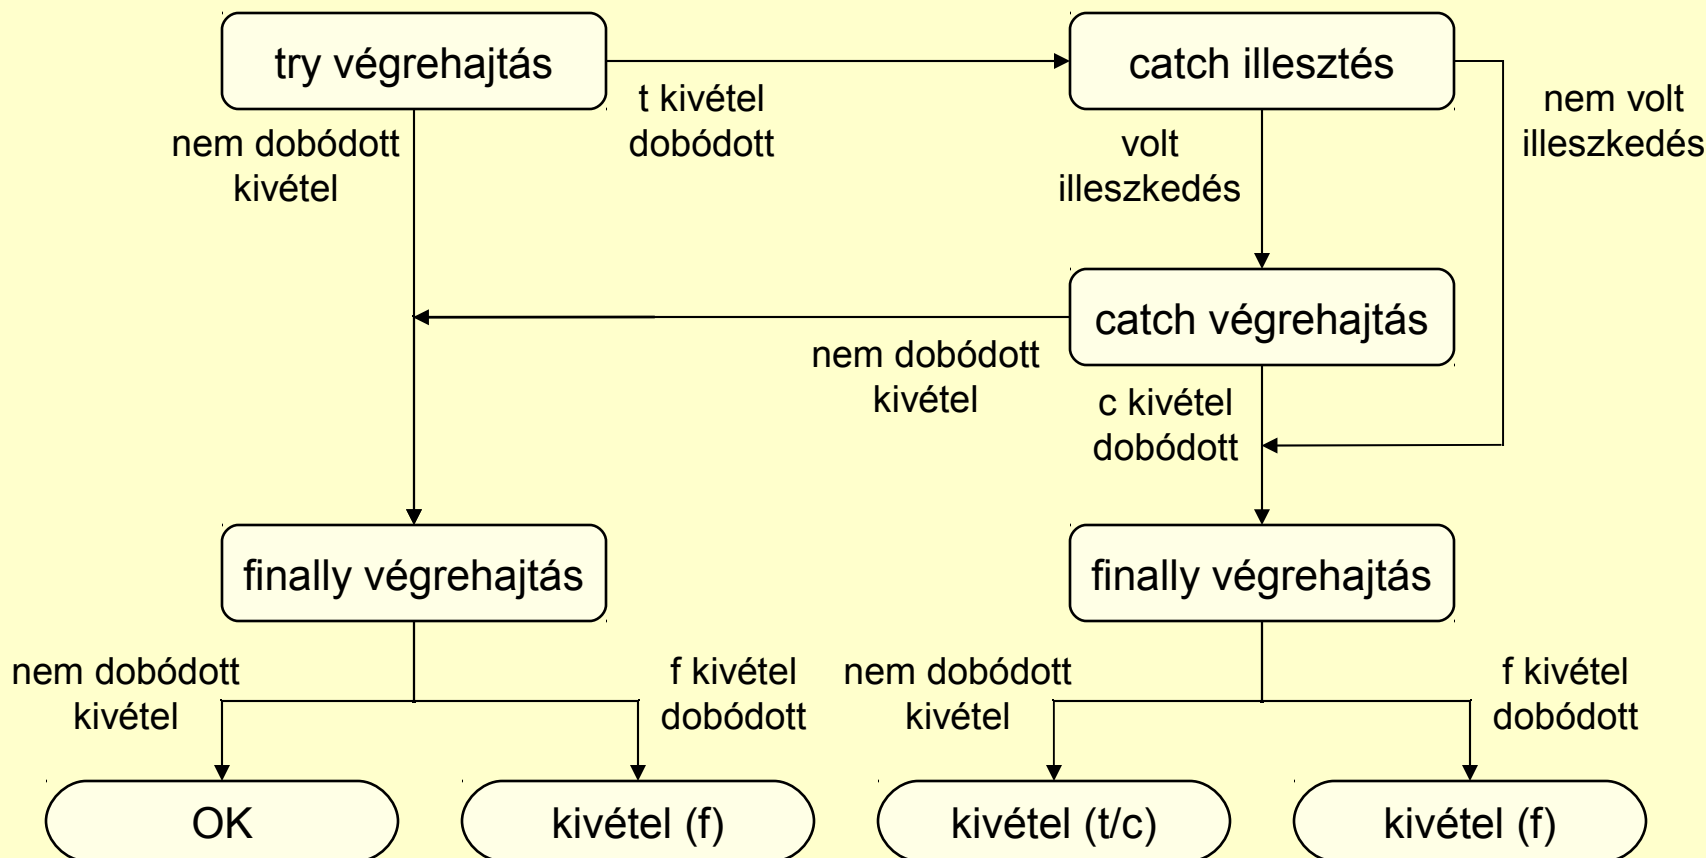 try végrehajtás
catch illesztés
t kivétel
dobódott
nem volt
illeszkedés
nem dobódott
kivétel
volt
illeszkedés
catch végrehajtás
nem dobódott
kivétel
c kivétel
dobódott
finally végrehajtás
finally végrehajtás
nem dobódott
kivétel
f kivétel
dobódott
nem dobódott
kivétel
f kivétel
dobódott
OK
kivétel (f)
kivétel (t/c)
kivétel (f)